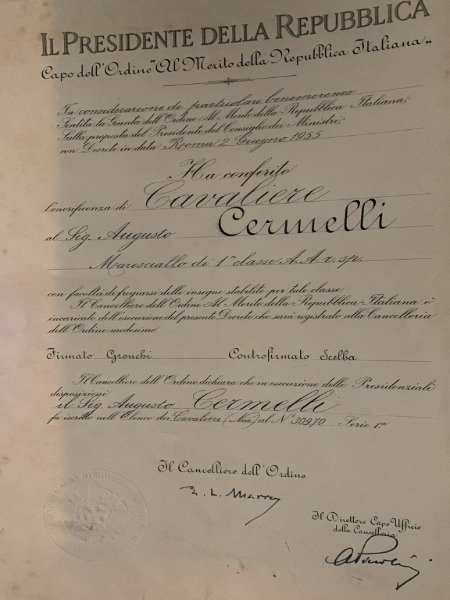 IL PRESIDENTE DELLA REPUBBLICA
Capo dell'Ordine "Al Merito della Repubblica Italiana"
In considerazione di particolari benemerenze
Sentita la Giunta dell'Ordine Al Merito della Repubblica Italiana;
Sulla proposta del Presidente del Consiglio dei Ministri;
con Decreto in data Roma 2 Giugno 1955
Ha conferito
l'onorificenza di Cavaliere
al Sig. Augusto Cermelli
Maresciallo di 1a classe A.A. r. sp.
con facoltà di fregiarsi delle insegne stabilite per tale classe
Il Cancelliere dell'Ordine Al Merito della Repubblica Italiana è
incaricato dell'esecuzione del presente Decreto che sarà registrato alla Cancelleria
dell'Ordine medesimo.
Firmato Gronchi Controfirmato Scelba
Il Cancelliere dell'Ordine dichiara che in esecuzione delle Presidenziali
disposizioni
il Sig. Augusto Cermelli
fu iscritto nell'Elenco dei Cavalieri (Naz) al N° 30970 Serie 1a
Il Cancelliere dell'Ordine
Il Direttore Capo Ufficio
della Cancelleria